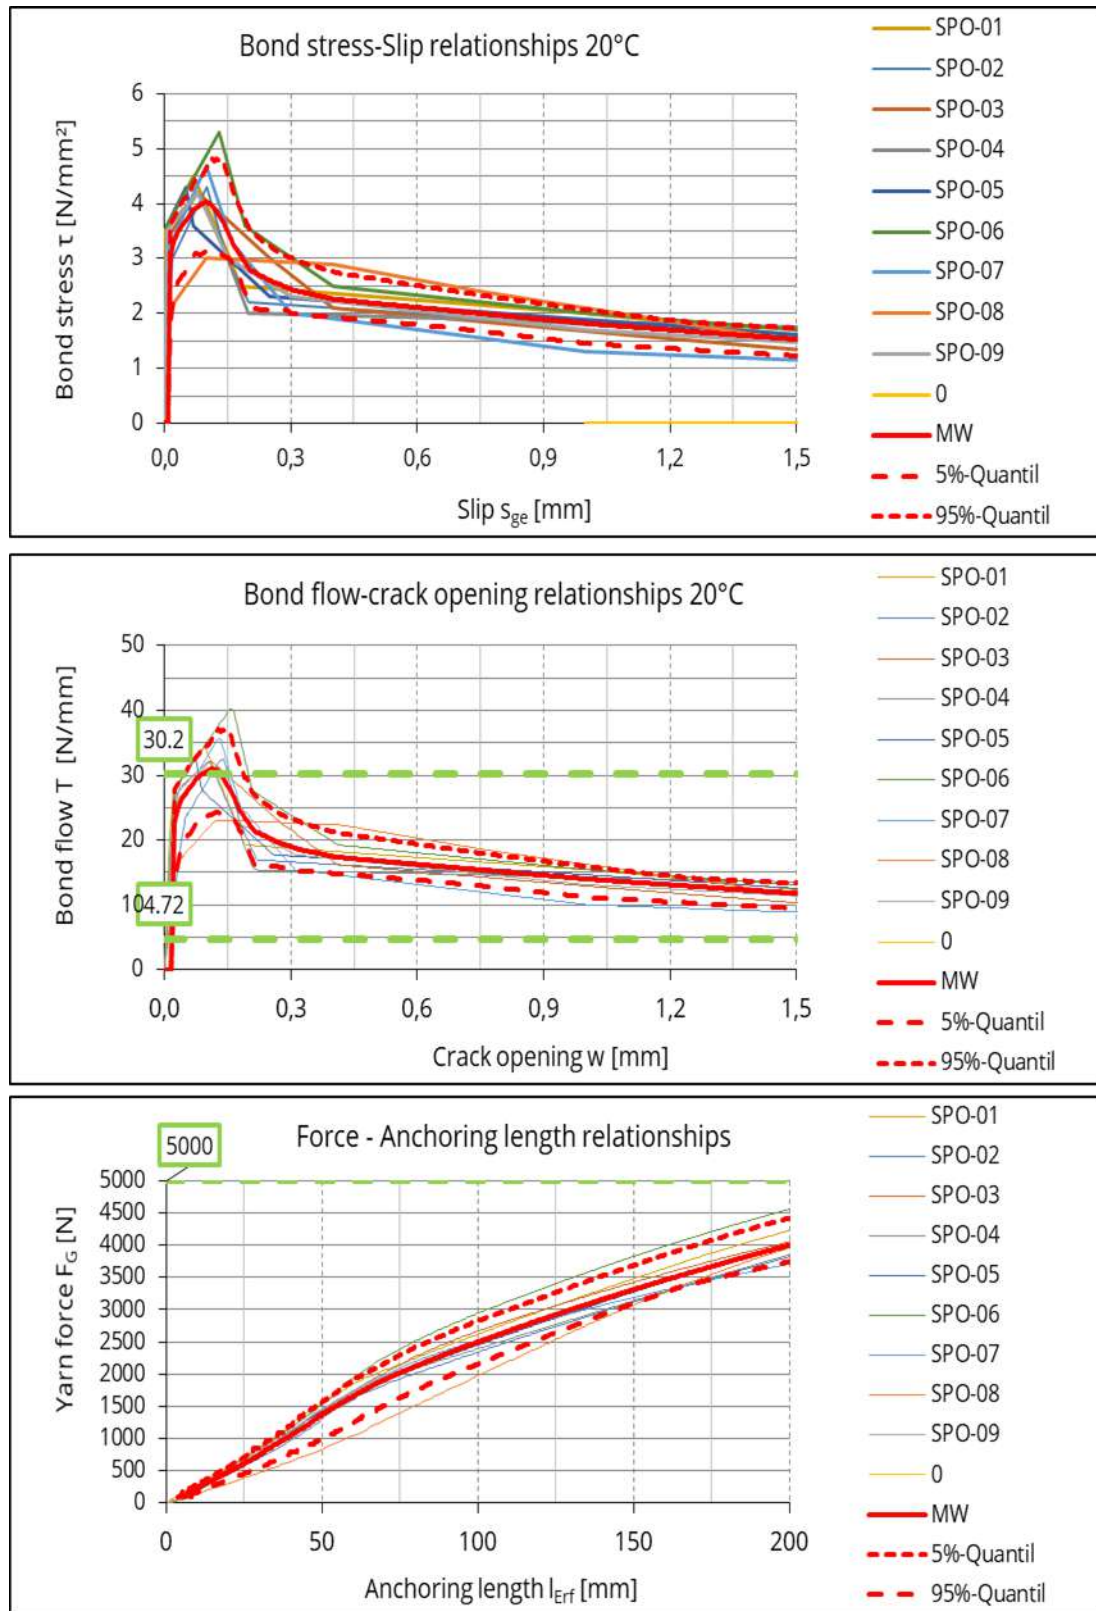 Bond stress-Slip relationships 20°C
Bond stress τ [N/mm²]
6
5
4
3
2
1
0
0,0 0,3 0,6 0,9 1,2 1,5
Slip sge [mm]
SPO-01
SPO-02
SPO-03
SPO-04
SPO-05
SPO-06
SPO-07
SPO-08
SPO-09
0
MW
5%-Quantil
95%-Quantil
Bond flow-crack opening relationships 20°C
Bond flow T [N/mm]
50
40
30.2
30
20
10
4.72
0
0,0 0,3 0,6 0,9 1,2 1,5
Crack opening w [mm]
SPO-01
SPO-02
SPO-03
SPO-04
SPO-05
SPO-06
SPO-07
SPO-08
SPO-09
0
MW
5%-Quantil
95%-Quantil
Force - Anchoring length relationships
5000
Yarn force FG [N]
5000
4500
4000
3500
3000
2500
2000
1500
1000
500
0
0 50 100 150 200
Anchoring length lErf [mm]
SPO-01
SPO-02
SPO-03
SPO-04
SPO-05
SPO-06
SPO-07
SPO-08
SPO-09
0
MW
5%-Quantil
95%-Quantil